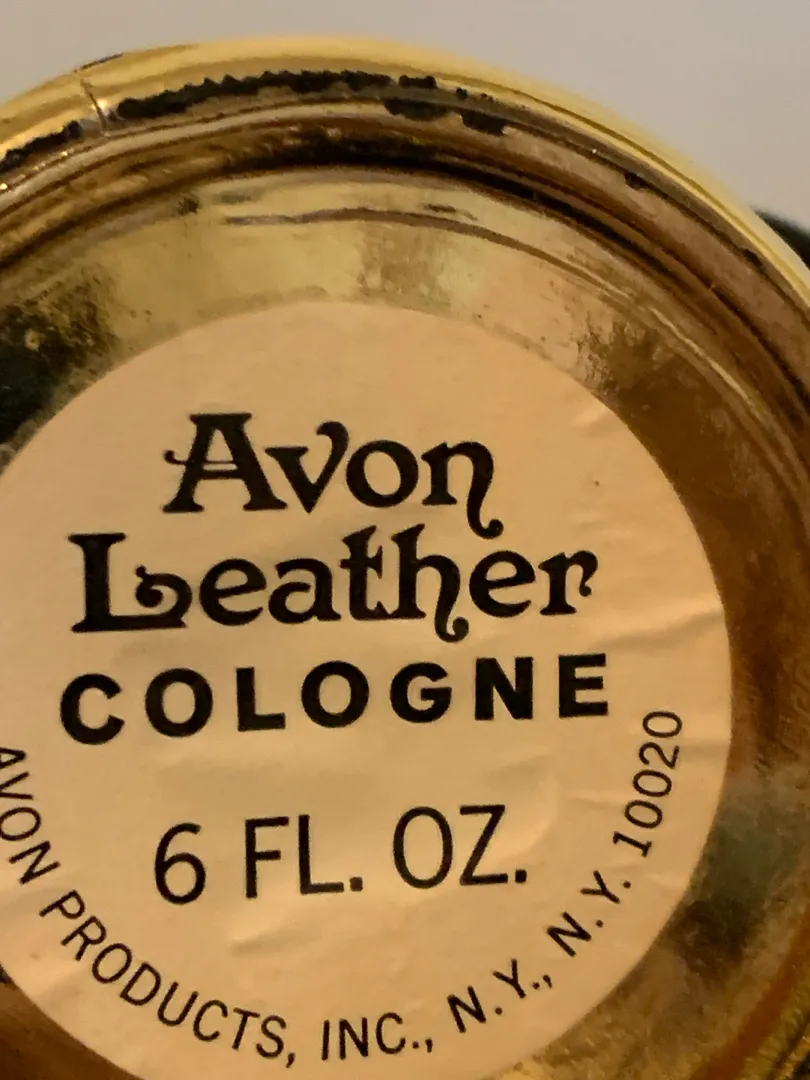 Avon
Leather
COLOGNE
6 FL. OZ.
AVON PRODUCTS, INC., N.Y., N.Y. 10020